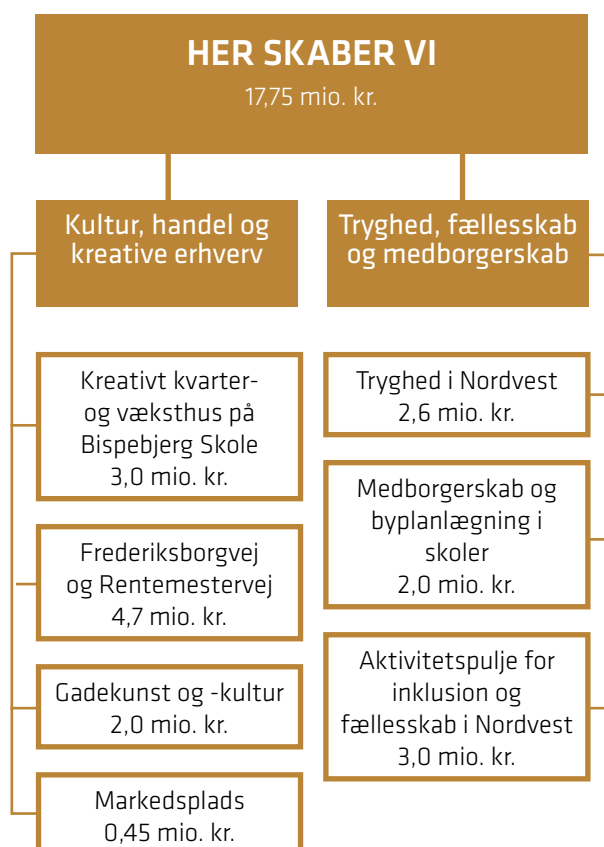 HER SKABER VI
17,75 mio. kr.
Kultur, handel og
kreative erhverv
Kreativt kvarter-
og væksthus på
Bispebjerg Skole
3,0 mio. kr.
Frederiksborgvej
og Rentemestervej
4,7 mio. kr.
Gadekunst og -kultur
2,0 mio. kr.
Markedsplads
0,45 mio. kr.
Tryghed, fællesskab
og medborgerskab
Tryghed i Nordvest
2,6 mio. kr.
Medborgerskab og
byplanlægning i
skoler
2,0 mio. kr.
Aktivitetspulje for
inklusion og
fællesskab i Nordvest
3,0 mio. kr.